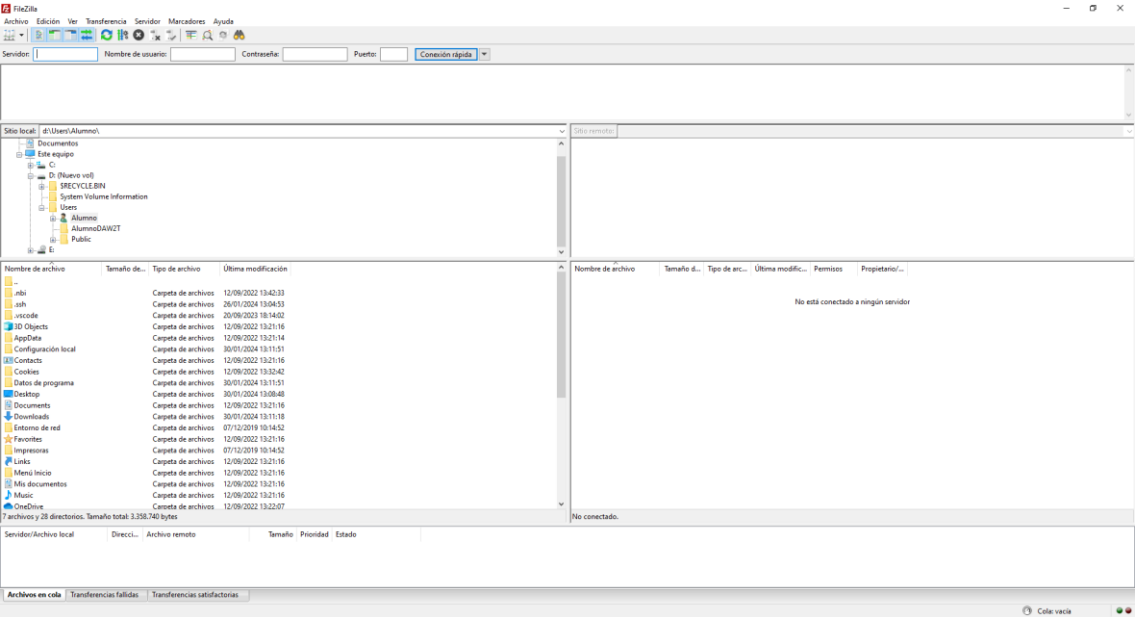 FileZilla
Archivo Edición Ver Transferencia Servidor Marcadores Ayuda
Servidor: Nombre de usuario: Contraseña: Puerto: Conexión rápida
Sitio local: d:\Users\Alumno\
Sitio remoto:
Documentos
Este equipo
C:
D: (Nuevo vol)
$RECYCLE.BIN
System Volume Information
Users
Alumno
AlumnoDAW2T
Public
E:
Nombre de archivo Tamaño de... Tipo de archivo Última modificación
..
.nbi Carpeta de archivos 12/09/2022 13:42:33
.ssh Carpeta de archivos 26/01/2024 13:04:53
.vscode Carpeta de archivos 20/09/2023 18:14:02
3D Objects Carpeta de archivos 12/09/2022 13:21:16
AppData Carpeta de archivos 12/09/2022 13:21:14
Configuración local Carpeta de archivos 30/01/2024 13:11:51
Contacts Carpeta de archivos 12/09/2022 13:21:16
Cookies Carpeta de archivos 12/09/2022 13:32:42
Datos de programa Carpeta de archivos 30/01/2024 13:11:51
Desktop Carpeta de archivos 30/01/2024 13:08:48
Documents Carpeta de archivos 12/09/2022 13:21:16
Downloads Carpeta de archivos 30/01/2024 13:11:18
Entorno de red Carpeta de archivos 07/12/2019 10:14:52
Favorites Carpeta de archivos 12/09/2022 13:21:16
Impresoras Carpeta de archivos 07/12/2019 10:14:52
Links Carpeta de archivos 12/09/2022 13:21:16
Menú Inicio Carpeta de archivos 12/09/2022 13:21:16
Mis documentos Carpeta de archivos 12/09/2022 13:21:16
Music Carpeta de archivos 12/09/2022 13:21:16
OneDrive Carpeta de archivos 12/09/2022 13:22:07
7 archivos y 28 directorios. Tamaño total: 3.358.740 bytes
Nombre de archivo Tamaño d... Tipo de arc... Última modific... Permisos Propietario/...
No está conectado a ningún servidor
No conectado.
Servidor/Archivo local Direcci... Archivo remoto Tamaño Prioridad Estado
Archivos en cola Transferencias fallidas Transferencias satisfactorias
Cola: vacía